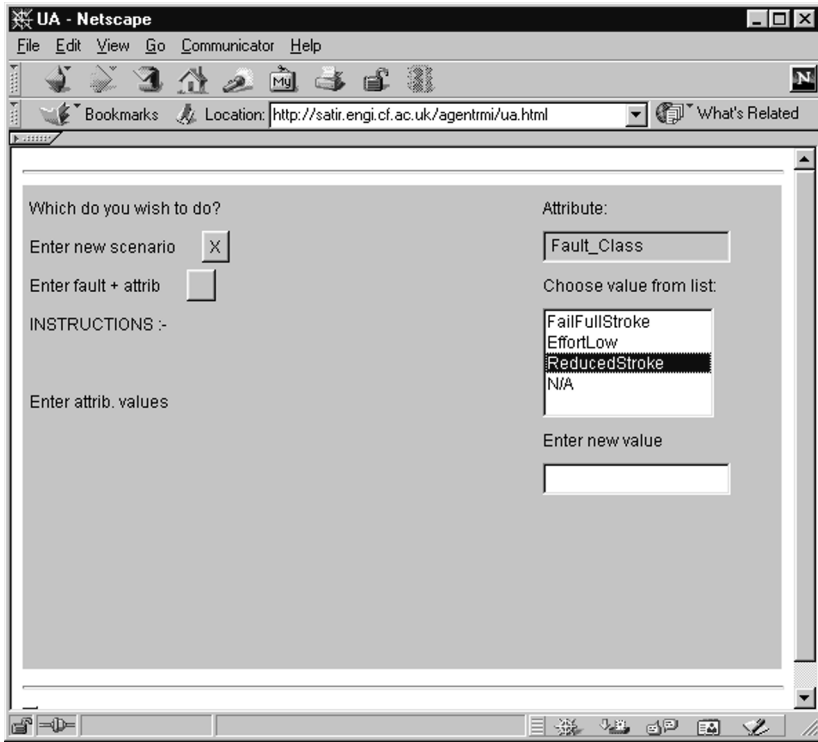 UA - Netscape
File Edit View Go Communicator Help
My
N
Bookmarks Location: http://satir.engi.cf.ac.uk/agentrmi/ua.html What's Related
Which do you wish to do?
Enter new scenario X
Enter fault + attrib
INSTRUCTIONS :-
Enter attrib. values
Attribute:
Fault_Class
Choose value from list:
FailFullStroke
EffortLow
ReducedStroke
N/A
Enter new value